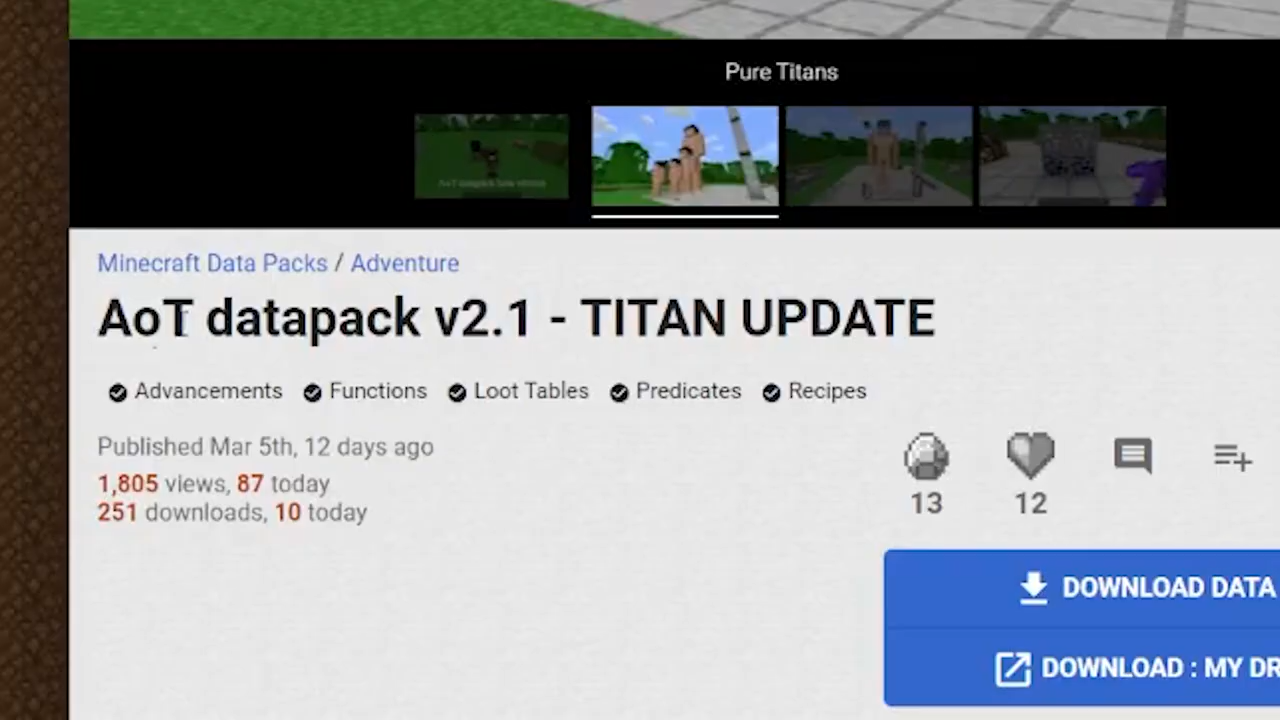 Pure Titans
Minecraft Data Packs / Adventure
AoT datapack v2.1 - TITAN UPDATE
Advancements Functions Loot Tables Predicates Recipes
Published Mar 5th, 12 days ago
1,805 views, 87 today
251 downloads, 10 today
13 12
DOWNLOAD DATA
DOWNLOAD : MY DR